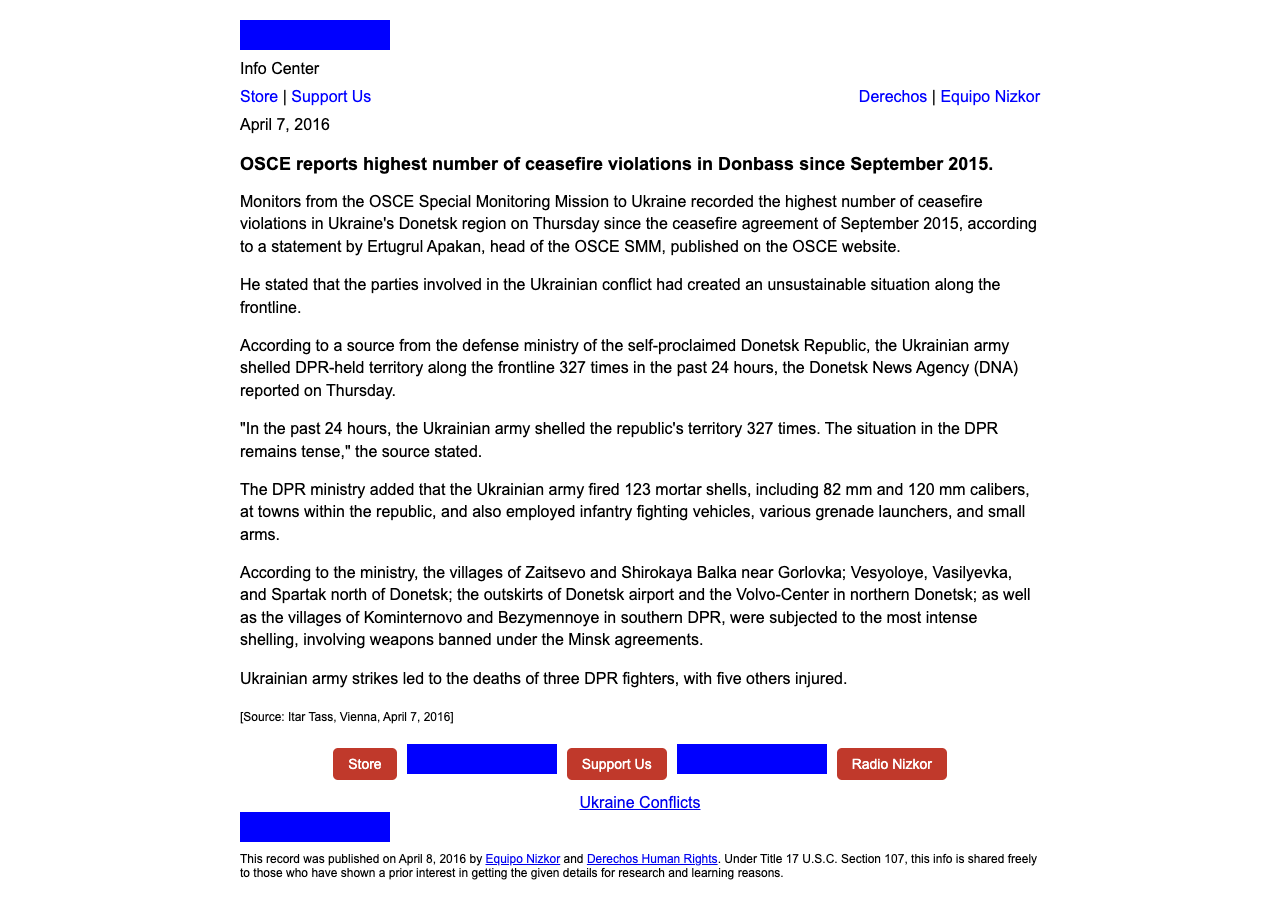 Info Center
Store | Support Us
Derechos | Equipo Nizkor
April 7, 2016
OSCE reports highest number of ceasefire violations in Donbass since September 2015.
Monitors from the OSCE Special Monitoring Mission to Ukraine recorded the highest number of ceasefire
violations in Ukraine's Donetsk region on Thursday since the ceasefire agreement of September 2015, according
to a statement by Ertugrul Apakan, head of the OSCE SMM, published on the OSCE website.
He stated that the parties involved in the Ukrainian conflict had created an unsustainable situation along the
frontline.
According to a source from the defense ministry of the self-proclaimed Donetsk Republic, the Ukrainian army
shelled DPR-held territory along the frontline 327 times in the past 24 hours, the Donetsk News Agency (DNA)
reported on Thursday.
"In the past 24 hours, the Ukrainian army shelled the republic's territory 327 times. The situation in the DPR
remains tense," the source stated.
The DPR ministry added that the Ukrainian army fired 123 mortar shells, including 82 mm and 120 mm calibers,
at towns within the republic, and also employed infantry fighting vehicles, various grenade launchers, and small
arms.
According to the ministry, the villages of Zaitsevo and Shirokaya Balka near Gorlovka; Vesyoloye, Vasilyevka,
and Spartak north of Donetsk; the outskirts of Donetsk airport and the Volvo-Center in northern Donetsk; as well
as the villages of Kominternovo and Bezymennoye in southern DPR, were subjected to the most intense
shelling, involving weapons banned under the Minsk agreements.
Ukrainian army strikes led to the deaths of three DPR fighters, with five others injured.
[Source: Itar Tass, Vienna, April 7, 2016]
Store
Support Us
Radio Nizkor
Ukraine Conflicts
This record was published on April 8, 2016 by Equipo Nizkor and Derechos Human Rights. Under Title 17 U.S.C. Section 107, this info is shared freely
to those who have shown a prior interest in getting the given details for research and learning reasons.